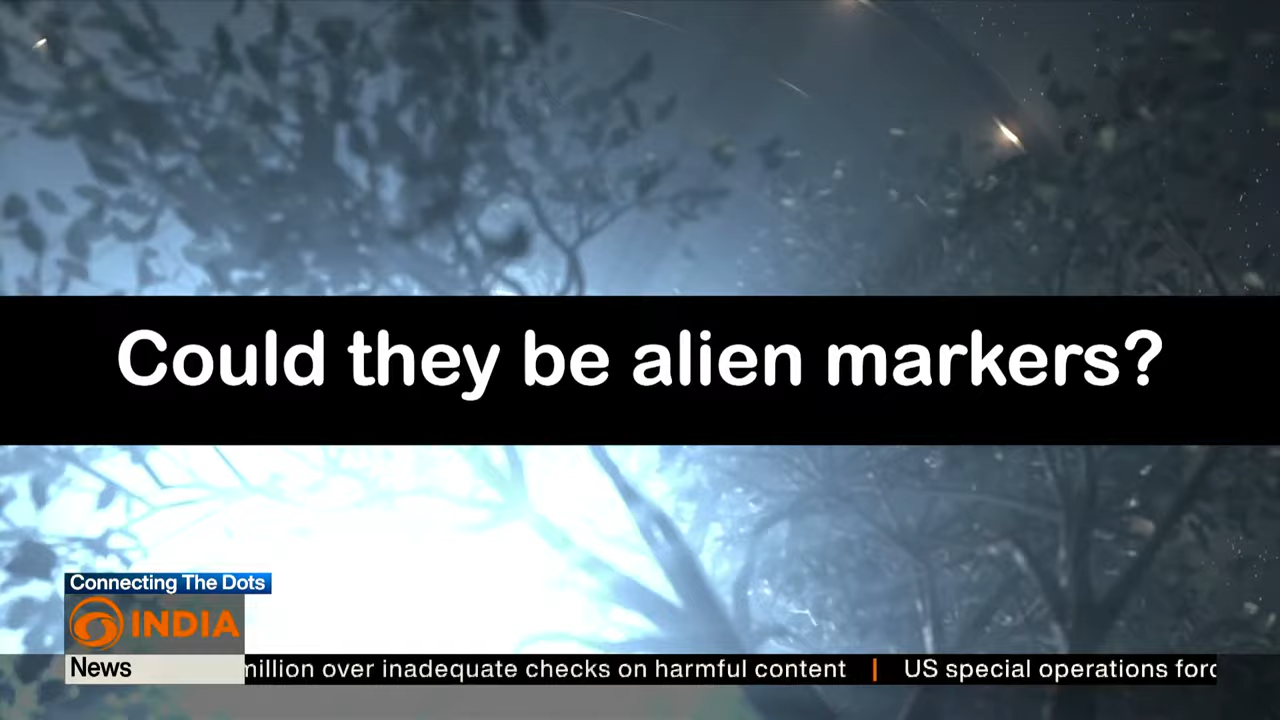 Could they be alien markers?
Connecting The Dots
INDIA
News
million over inadequate checks on harmful content | US special operations